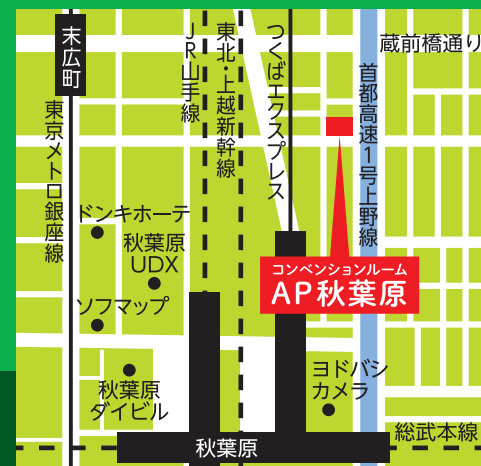 末広町
JR山手線
東北・上越新幹線
つくばエクスプレス
蔵前橋通り
首都高速1号上野線
東京メトロ銀座線
ドンキホーテ
秋葉原
UDX
コンベンションルーム
AP秋葉原
ソフマップ
秋葉原
ダイビル
ヨドバシ
カメラ
総武本線
秋葉原